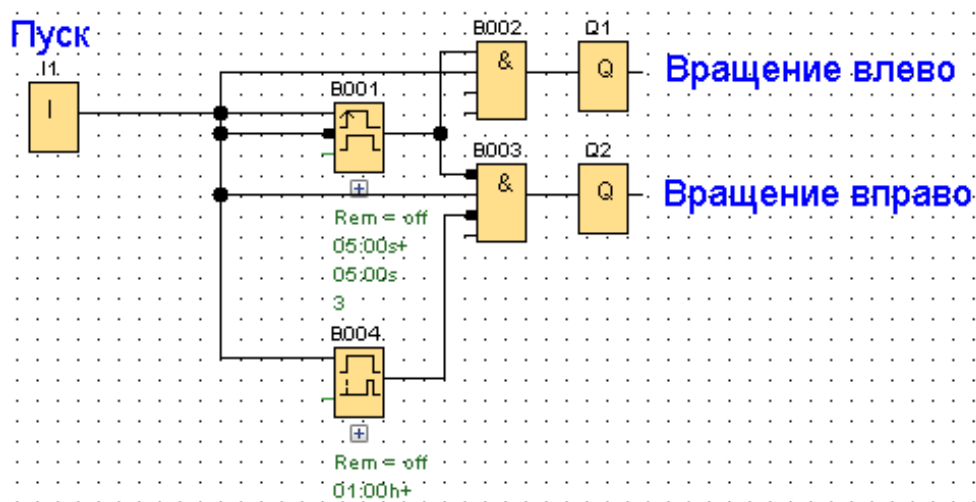 Пуск
I1
I
B001
Rem = off
05:00s+
05:00s
3
B002
&
Q1
Q
Вращение влево
B003
&
Q2
Q
Вращение вправо
B004
Rem = off
01:00h+